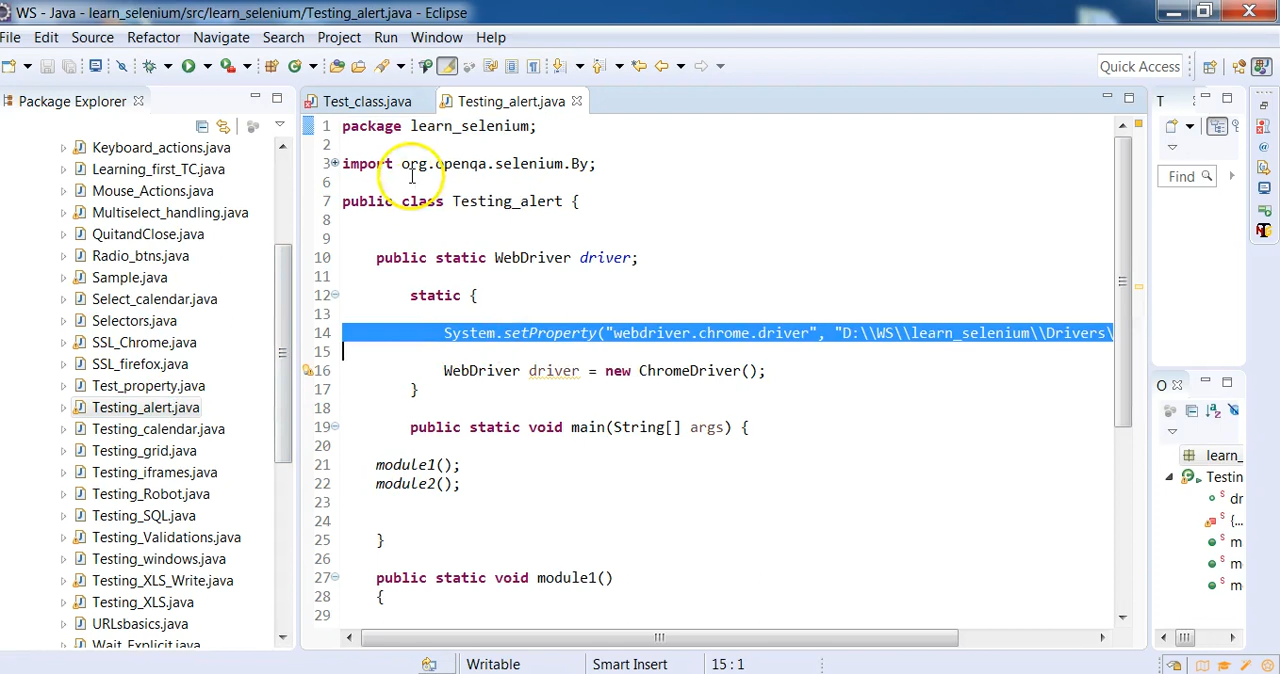 WS - Java - learn_selenium/src/learn_selenium/Testing_alert.java - Eclipse
File Edit Source Refactor Navigate Search Project Run Window Help
Quick Access
Package Explorer
Test_class.java
Testing_alert.java
T
Keyboard_actions.java
Learning_first_TC.java
Mouse_Actions.java
Multiselect_handling.java
QuitandClose.java
Radio_btns.java
Sample.java
Select_calendar.java
Selectors.java
SSL_Chrome.java
SSL_firefox.java
Test_property.java
Testing_alert.java
Testing_calendar.java
Testing_grid.java
Testing_iframes.java
Testing_Robot.java
Testing_SQL.java
Testing_Validations.java
Testing_windows.java
Testing_XLS_Write.java
Testing_XLS.java
URLsbasics.java
Wait_Explicit.java
1 package learn_selenium;
2
3 import org.openqa.selenium.By;
6
7 public class Testing_alert {
8
9
10 public static WebDriver driver;
11
12 static {
13
14 System.setProperty("webdriver.chrome.driver", "D:\\WS\\learn_selenium\\Drivers\
15
16 WebDriver driver = new ChromeDriver();
17 }
18
19 public static void main(String[] args) {
20
21 module1();
22 module2();
23
24
25 }
26
27 public static void module1()
28 {
29
Find
O
learn_
Testin
dr
{...
m
m
m
Writable
Smart Insert
15 : 1